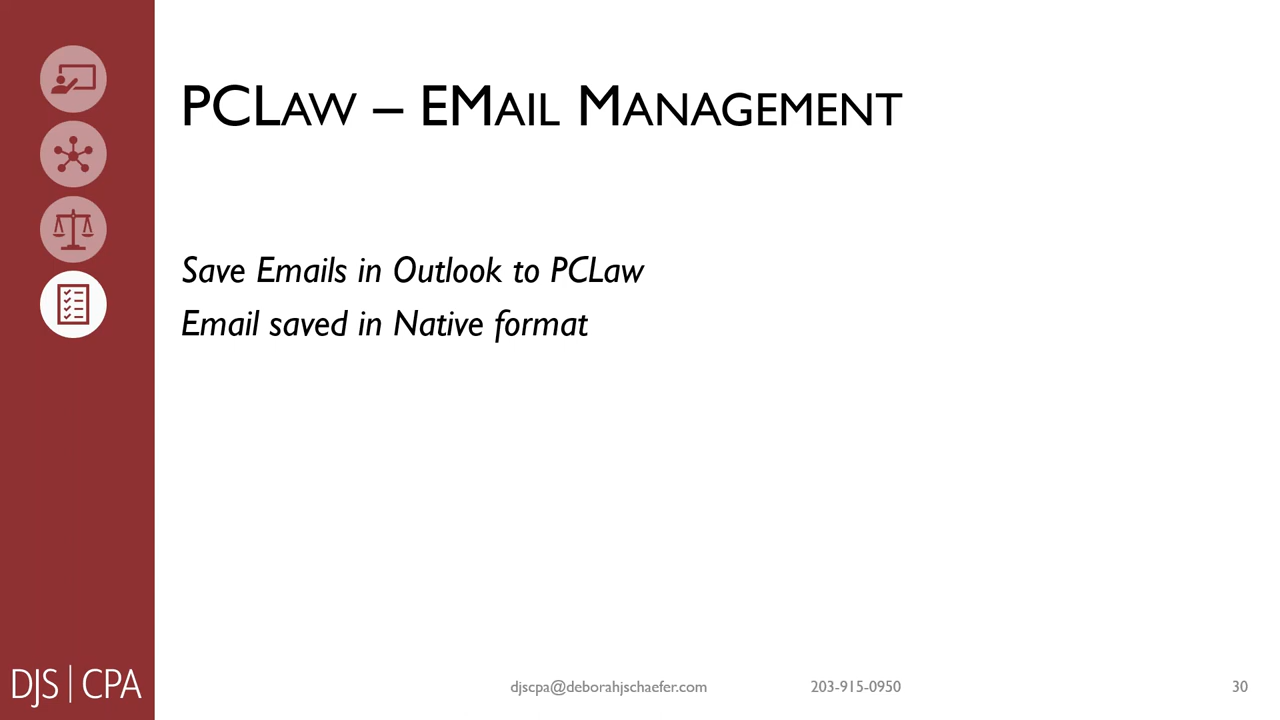 PCLaw – EMail Management
Save Emails in Outlook to PCLaw
Email saved in Native format
DJS | CPA
djscpa@deborahjschaefer.com
203-915-0950
30